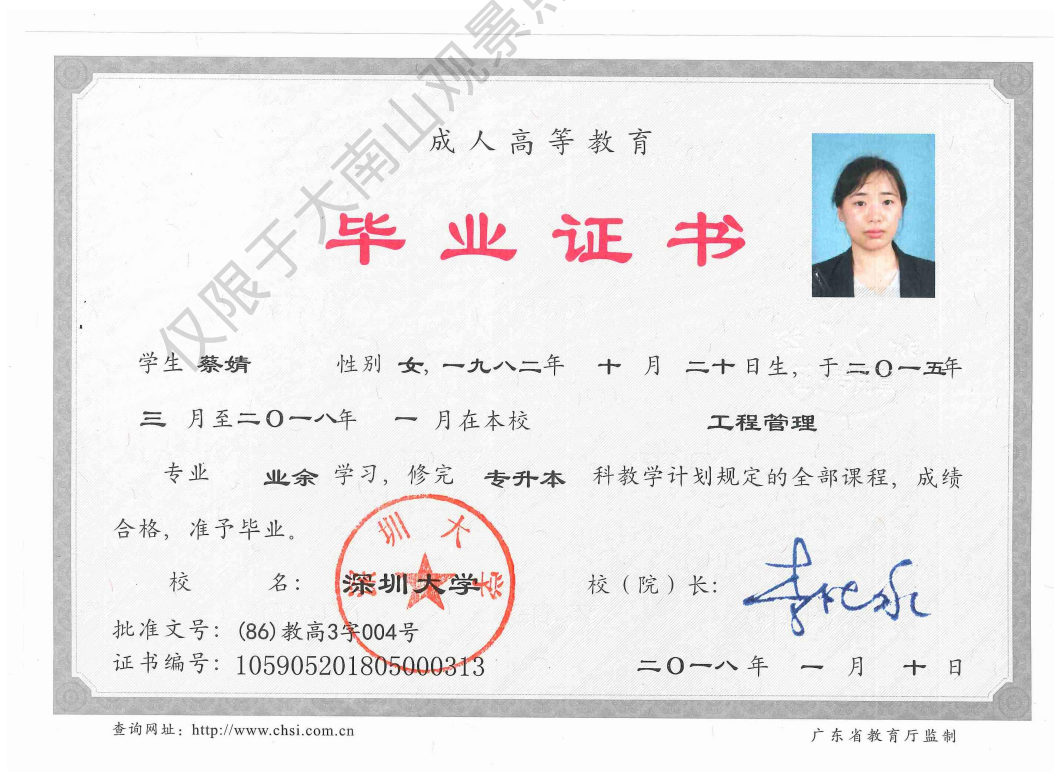 仅限于大南山观景
成人高等教育
毕业证书
学生 蔡婧 性别 女, 一九八二年 十 月 二十日生, 于二〇一五年
三 月至二〇一八年 一 月在本校 工程管理
专业 业余 学习, 修完 专升本 科教学计划规定的全部课程, 成绩
合格, 准予毕业。
深圳大学
校 名: 深圳大学 校(院)长:
批准文号: (86)教高3字004号
证书编号: 105905201805000313 二〇一八年 一 月 十 日
查询网址: http://www.chsi.com.cn 广东省教育厅监制